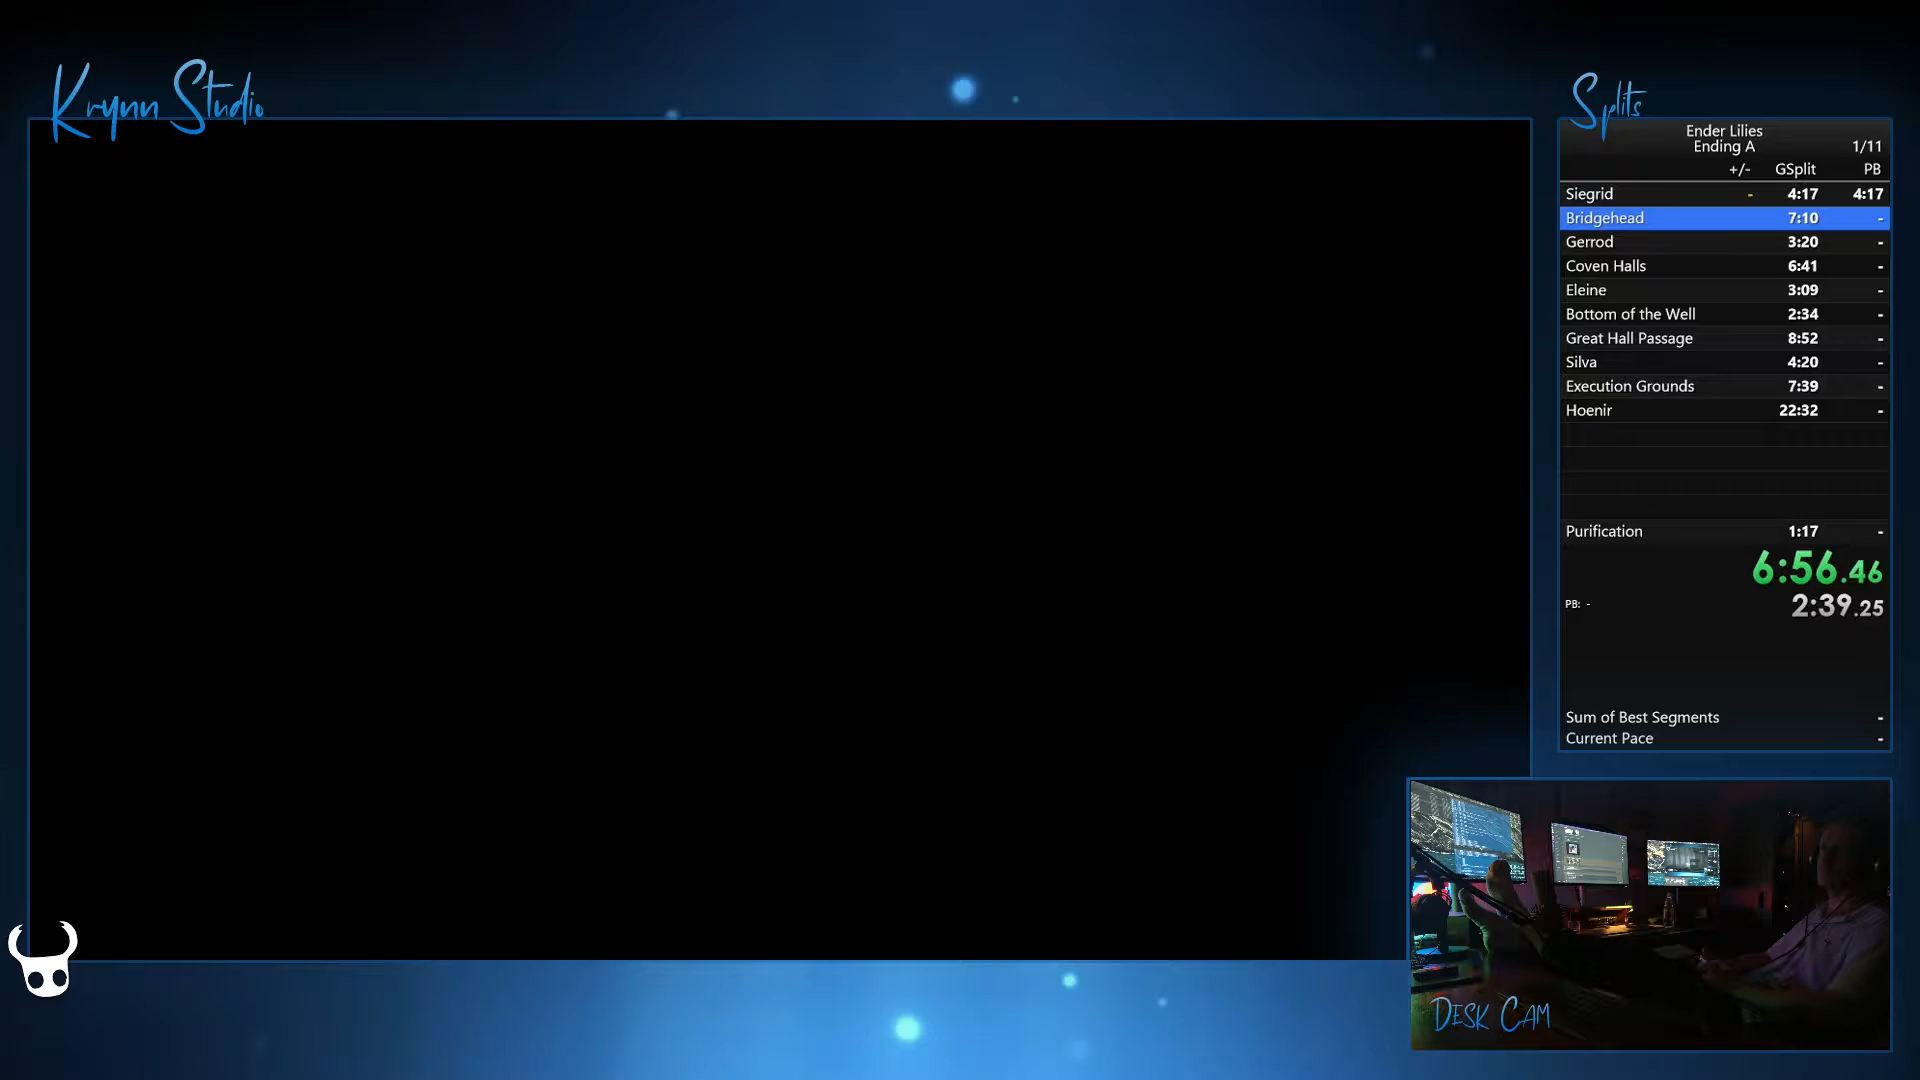 Krynn Studio
Splits
Ender Lilies
Ending A 1/11
+/- GSplit PB
Siegrid - 4:17 4:17
Bridgehead 7:10 -
Gerrod 3:20 -
Coven Halls 6:41 -
Eleine 3:09 -
Bottom of the Well 2:34 -
Great Hall Passage 8:52 -
Silva 4:20 -
Execution Grounds 7:39 -
Hoenir 22:32 -
Purification 1:17 -
6:56.46
PB: - 2:39.25
Sum of Best Segments -
Current Pace -
Desk Cam